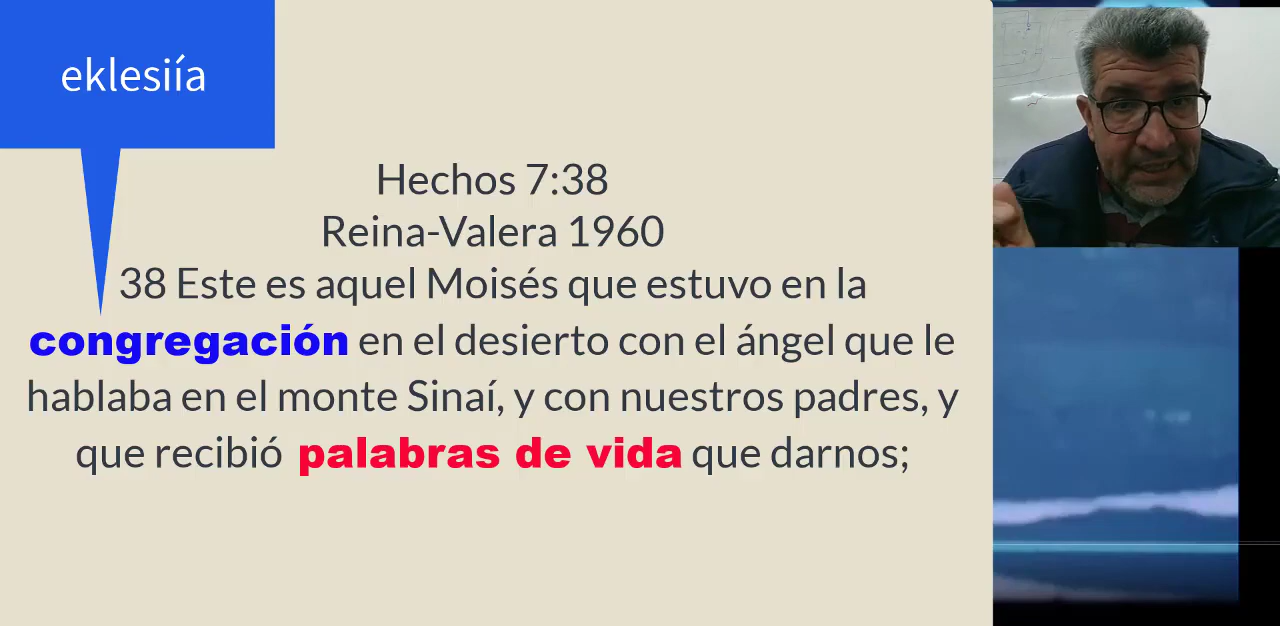 eklesiía
Hechos 7:38
Reina-Valera 1960
38 Este es aquel Moisés que estuvo en la
congregación en el desierto con el ángel que le
hablaba en el monte Sinaí, y con nuestros padres, y
que recibió palabras de vida que darnos;